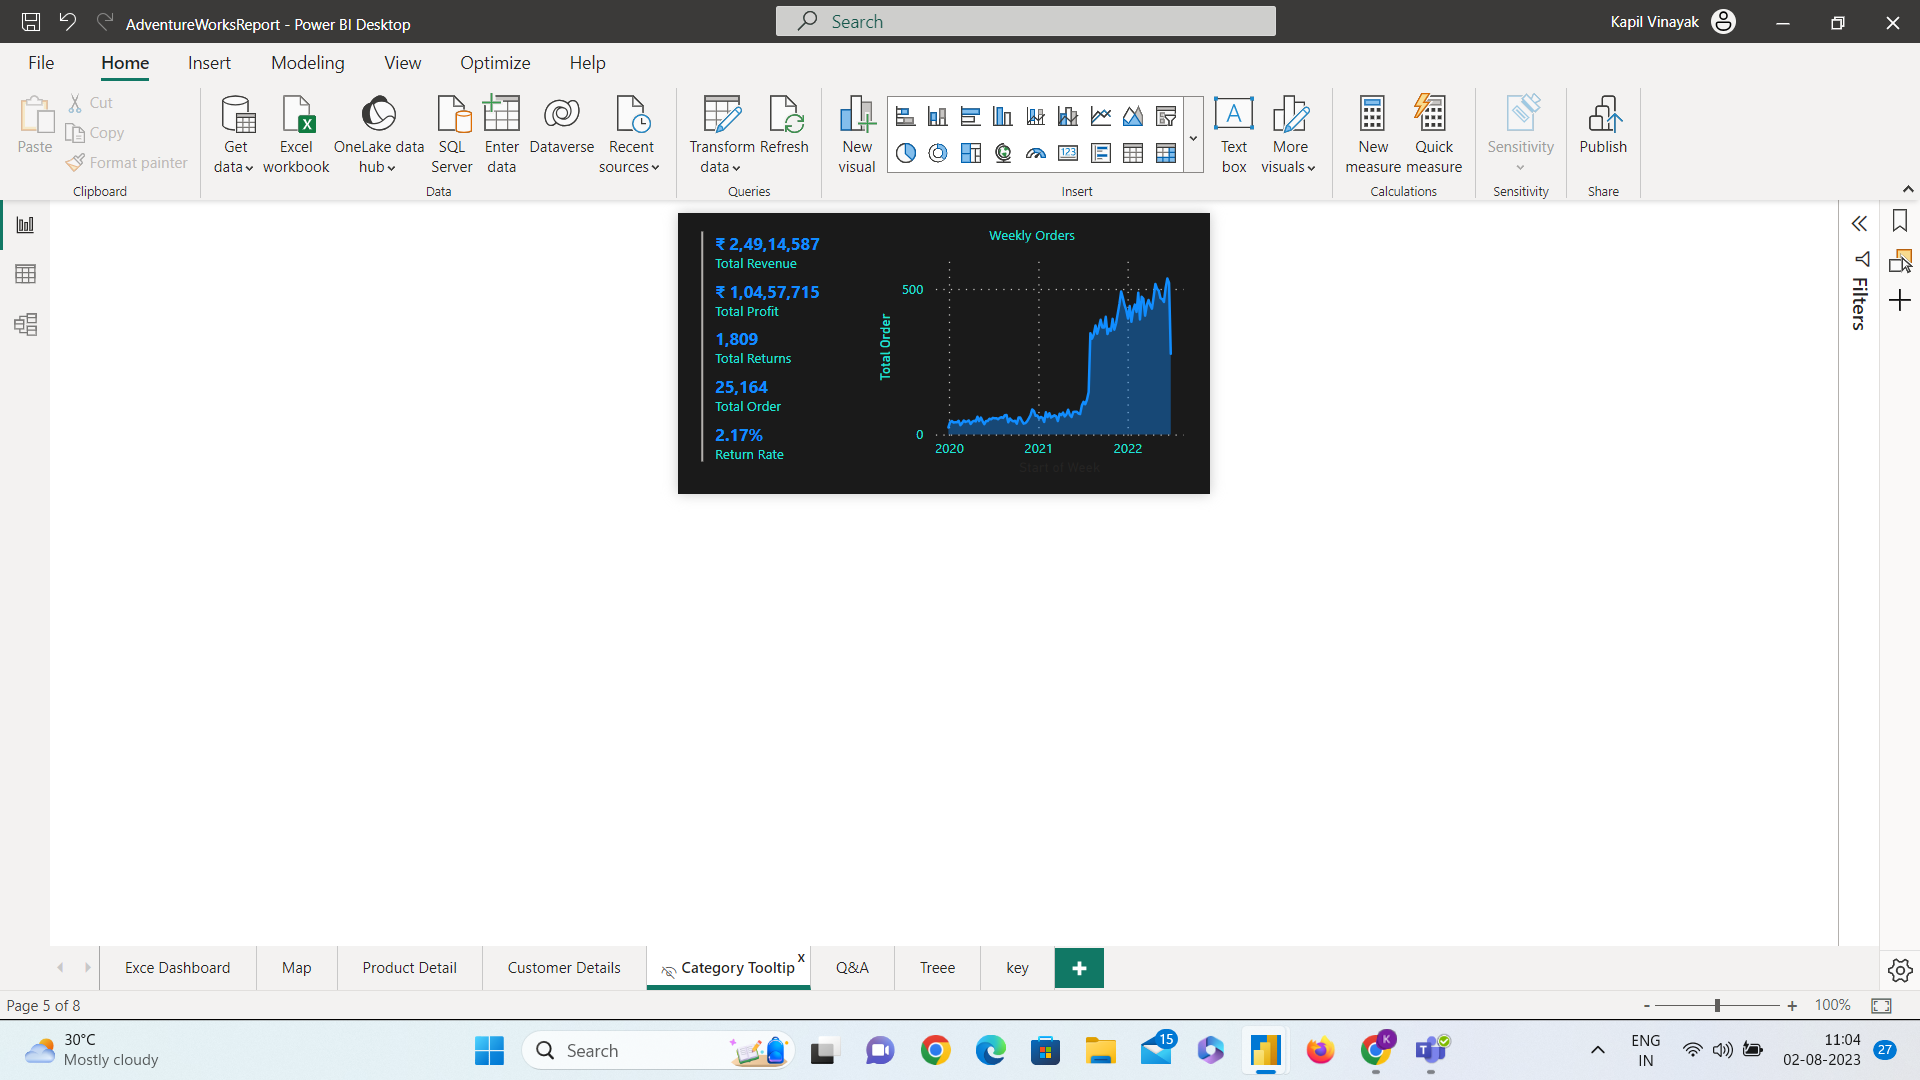 AdventureWorksReport - Power BI Desktop
Search
Kapil Vinayak
File
Home
Insert
Modeling
View
Optimize
Help
Paste
Cut
Copy
Format painter
Clipboard
Get data
Excel workbook
OneLake data hub
SQL Server
Enter data
Dataverse
Recent sources
Data
Transform data
Refresh
Queries
New visual
123
Insert
A
Text box
More visuals
New measure
Quick measure
Calculations
Sensitivity
Sensitivity
Publish
Share
₹ 2,49,14,587
Total Revenue
₹ 1,04,57,715
Total Profit
1,809
Total Returns
25,164
Total Order
2.17%
Return Rate
Weekly Orders
Total Order
500
0
2020
2021
2022
Start of Week
Filters
Exce Dashboard
Map
Product Detail
Customer Details
Category Tooltip
x
Q&A
Treee
key
+
Page 5 of 8
- + 100%
30°C
Mostly cloudy
Search
15
K
T
ENG
IN
11:04
02-08-2023
27